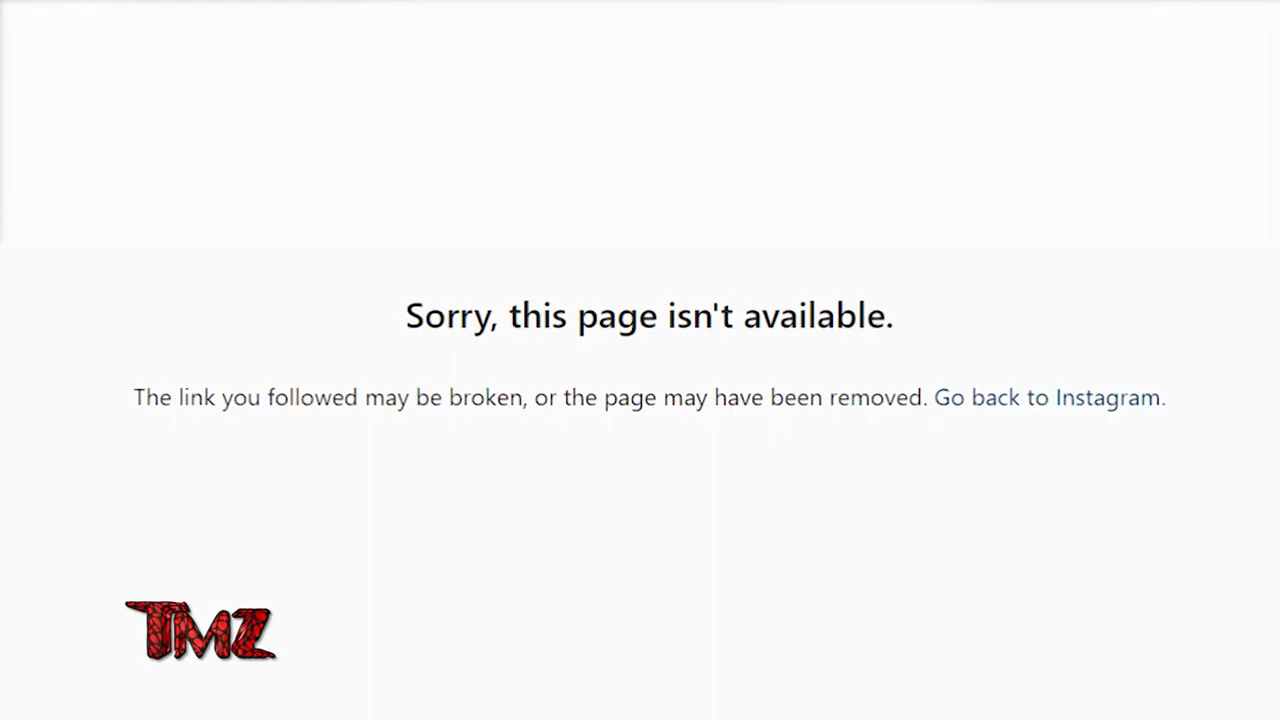 Sorry, this page isn't available.
The link you followed may be broken, or the page may have been removed. Go back to Instagram.
TMZ